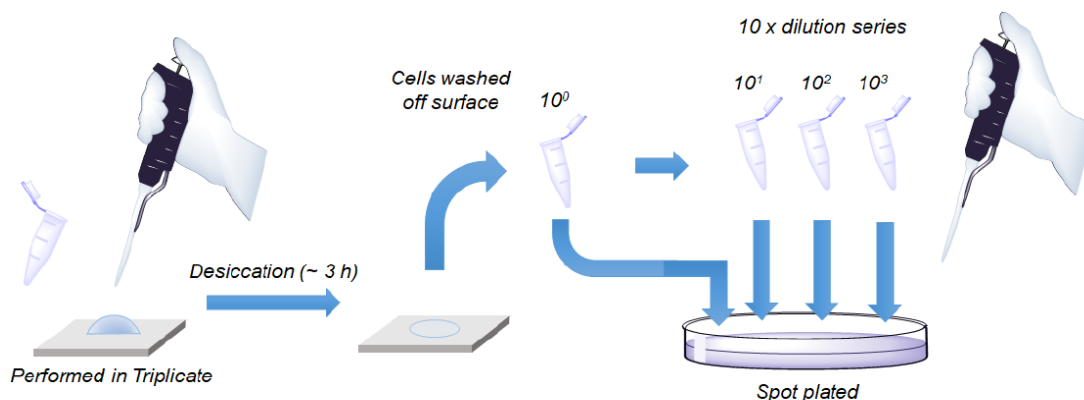 10 x dilution series
Cells washed
off surface
10⁰
10¹
10²
10³
Desiccation (~ 3 h)
Performed in Triplicate
Spot plated